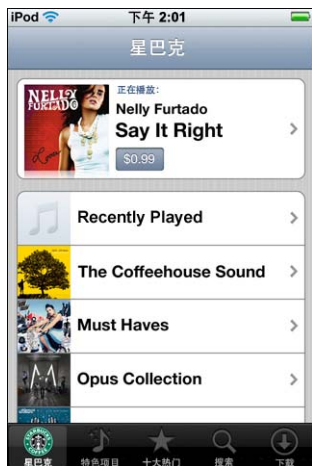 iPod 下午 2:01
星巴克
NELLY
FURTADO
Loose
正在播放:
Nelly Furtado
Say It Right
$0.99
Recently Played
The Coffeehouse Sound
Must Haves
Opus Collection
星巴克 特色项目 十大热门 搜索 下载